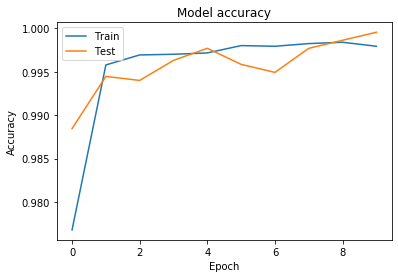 Model accuracy
Train
Test
1.000
0.995
0.990
0.985
0.980
Accuracy
0 2 4 6 8
Epoch